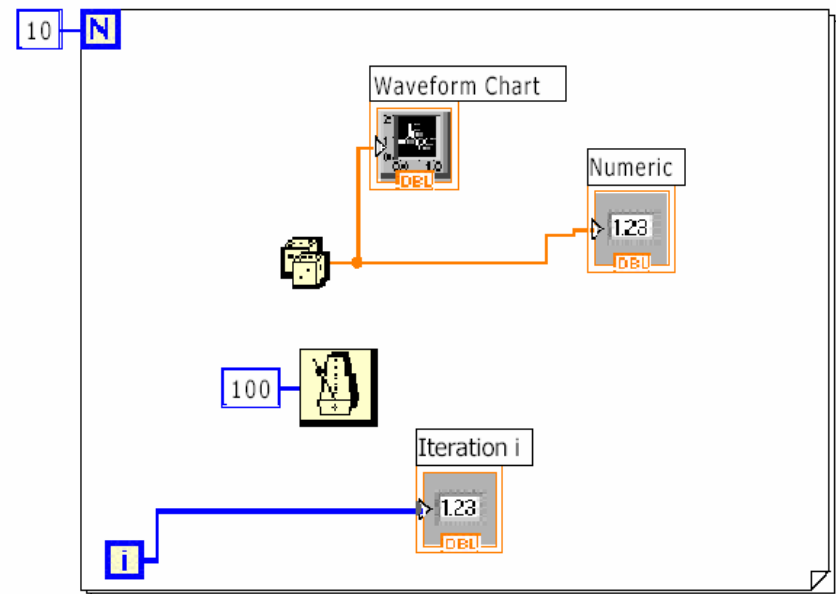 10
N
Waveform Chart
DBL
Numeric
1.23
DBL
100
Iteration i
1.23
DBL
i